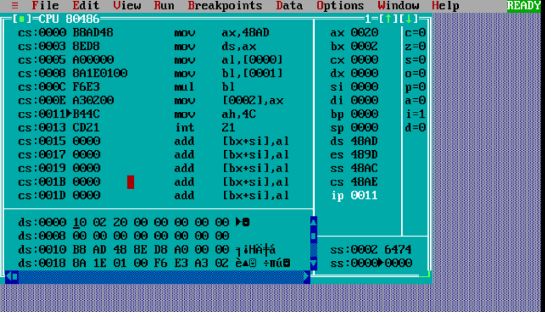 ≡ File Edit View Run Breakpoints Data Options Window Help READY
[■]=CPU 80486 1=[↑][↓]
cs:0000 B8AD48 mov ax,48AD
cs:0003 8ED8 mov ds,ax
cs:0005 A00000 mov al,[0000]
cs:0008 8A1E0100 mov bl,[0001]
cs:000C F6E3 mul bl
cs:000E A30200 mov [0002],ax
cs:0011►B44C mov ah,4C
cs:0013 CD21 int 21
cs:0015 0000 add [bx+si],al
cs:0017 0000 add [bx+si],al
cs:0019 0000 add [bx+si],al
cs:001B 0000 add [bx+si],al
cs:001D 0000 add [bx+si],al
ax 0020 c=0
bx 0002 z=0
cx 0000 s=0
dx 0000 o=0
si 0000 p=0
di 0000 a=0
bp 0000 i=1
sp 0000 d=0
ds 48AD
es 489D
ss 48AC
cs 48AE
ip 0011
ds:0000 10 02 20 00 00 00 00 00
ds:0008 00 00 00 00 00 00 00 00
ds:0010 B8 AD 48 8E D8 A0 00 00
ds:0018 8A 1E 01 00 F6 E3 A3 02
ss:0002 6474
ss:0000►0000